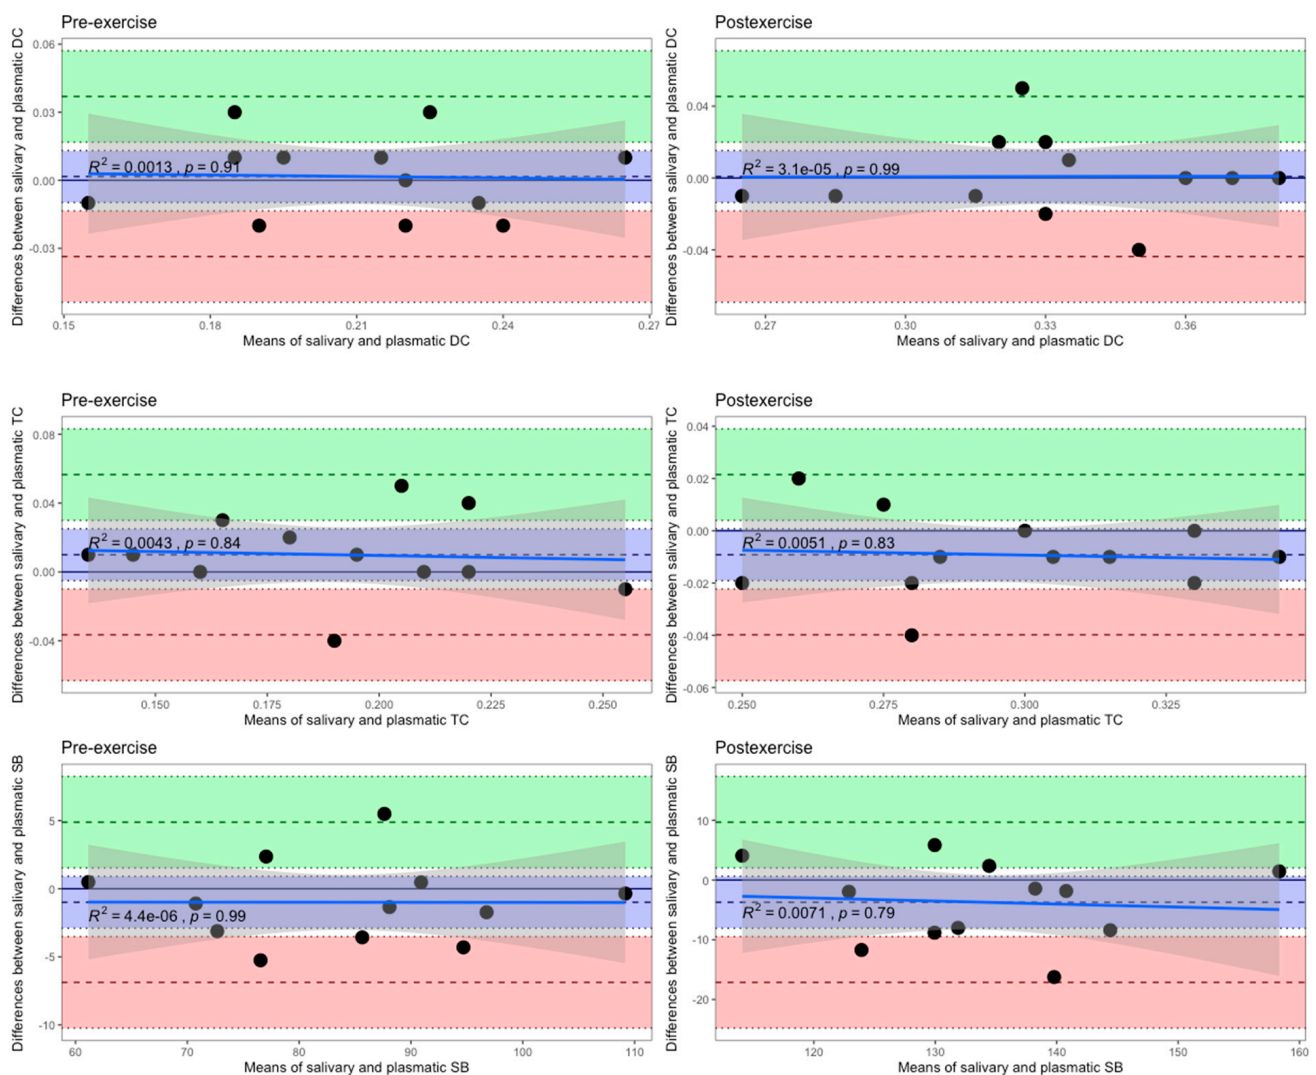 Pre-exercise
Differences between salivary and plasmatic DC
0.06
0.03
0.00
-0.03
R² = 0.0013 , p = 0.91
0.15 0.18 0.21 0.24 0.27
Means of salivary and plasmatic DC
Postexercise
Differences between salivary and plasmatic DC
0.04
0.00
-0.04
R² = 3.1e-05 , p = 0.99
0.27 0.30 0.33 0.36
Means of salivary and plasmatic DC
Pre-exercise
Differences between salivary and plasmatic TC
0.08
0.04
0.00
-0.04
R² = 0.0043 , p = 0.84
0.150 0.175 0.200 0.225 0.250
Means of salivary and plasmatic TC
Postexercise
Differences between salivary and plasmatic TC
0.04
0.02
0.00
-0.02
-0.04
-0.06
R² = 0.0051 , p = 0.83
0.250 0.275 0.300 0.325
Means of salivary and plasmatic TC
Pre-exercise
Differences between salivary and plasmatic SB
5
0
-5
-10
R² = 4.4e-06 , p = 0.99
60 70 80 90 100 110
Means of salivary and plasmatic SB
Postexercise
Differences between salivary and plasmatic SB
10
0
-10
-20
R² = 0.0071 , p = 0.79
120 130 140 150 160
Means of salivary and plasmatic SB